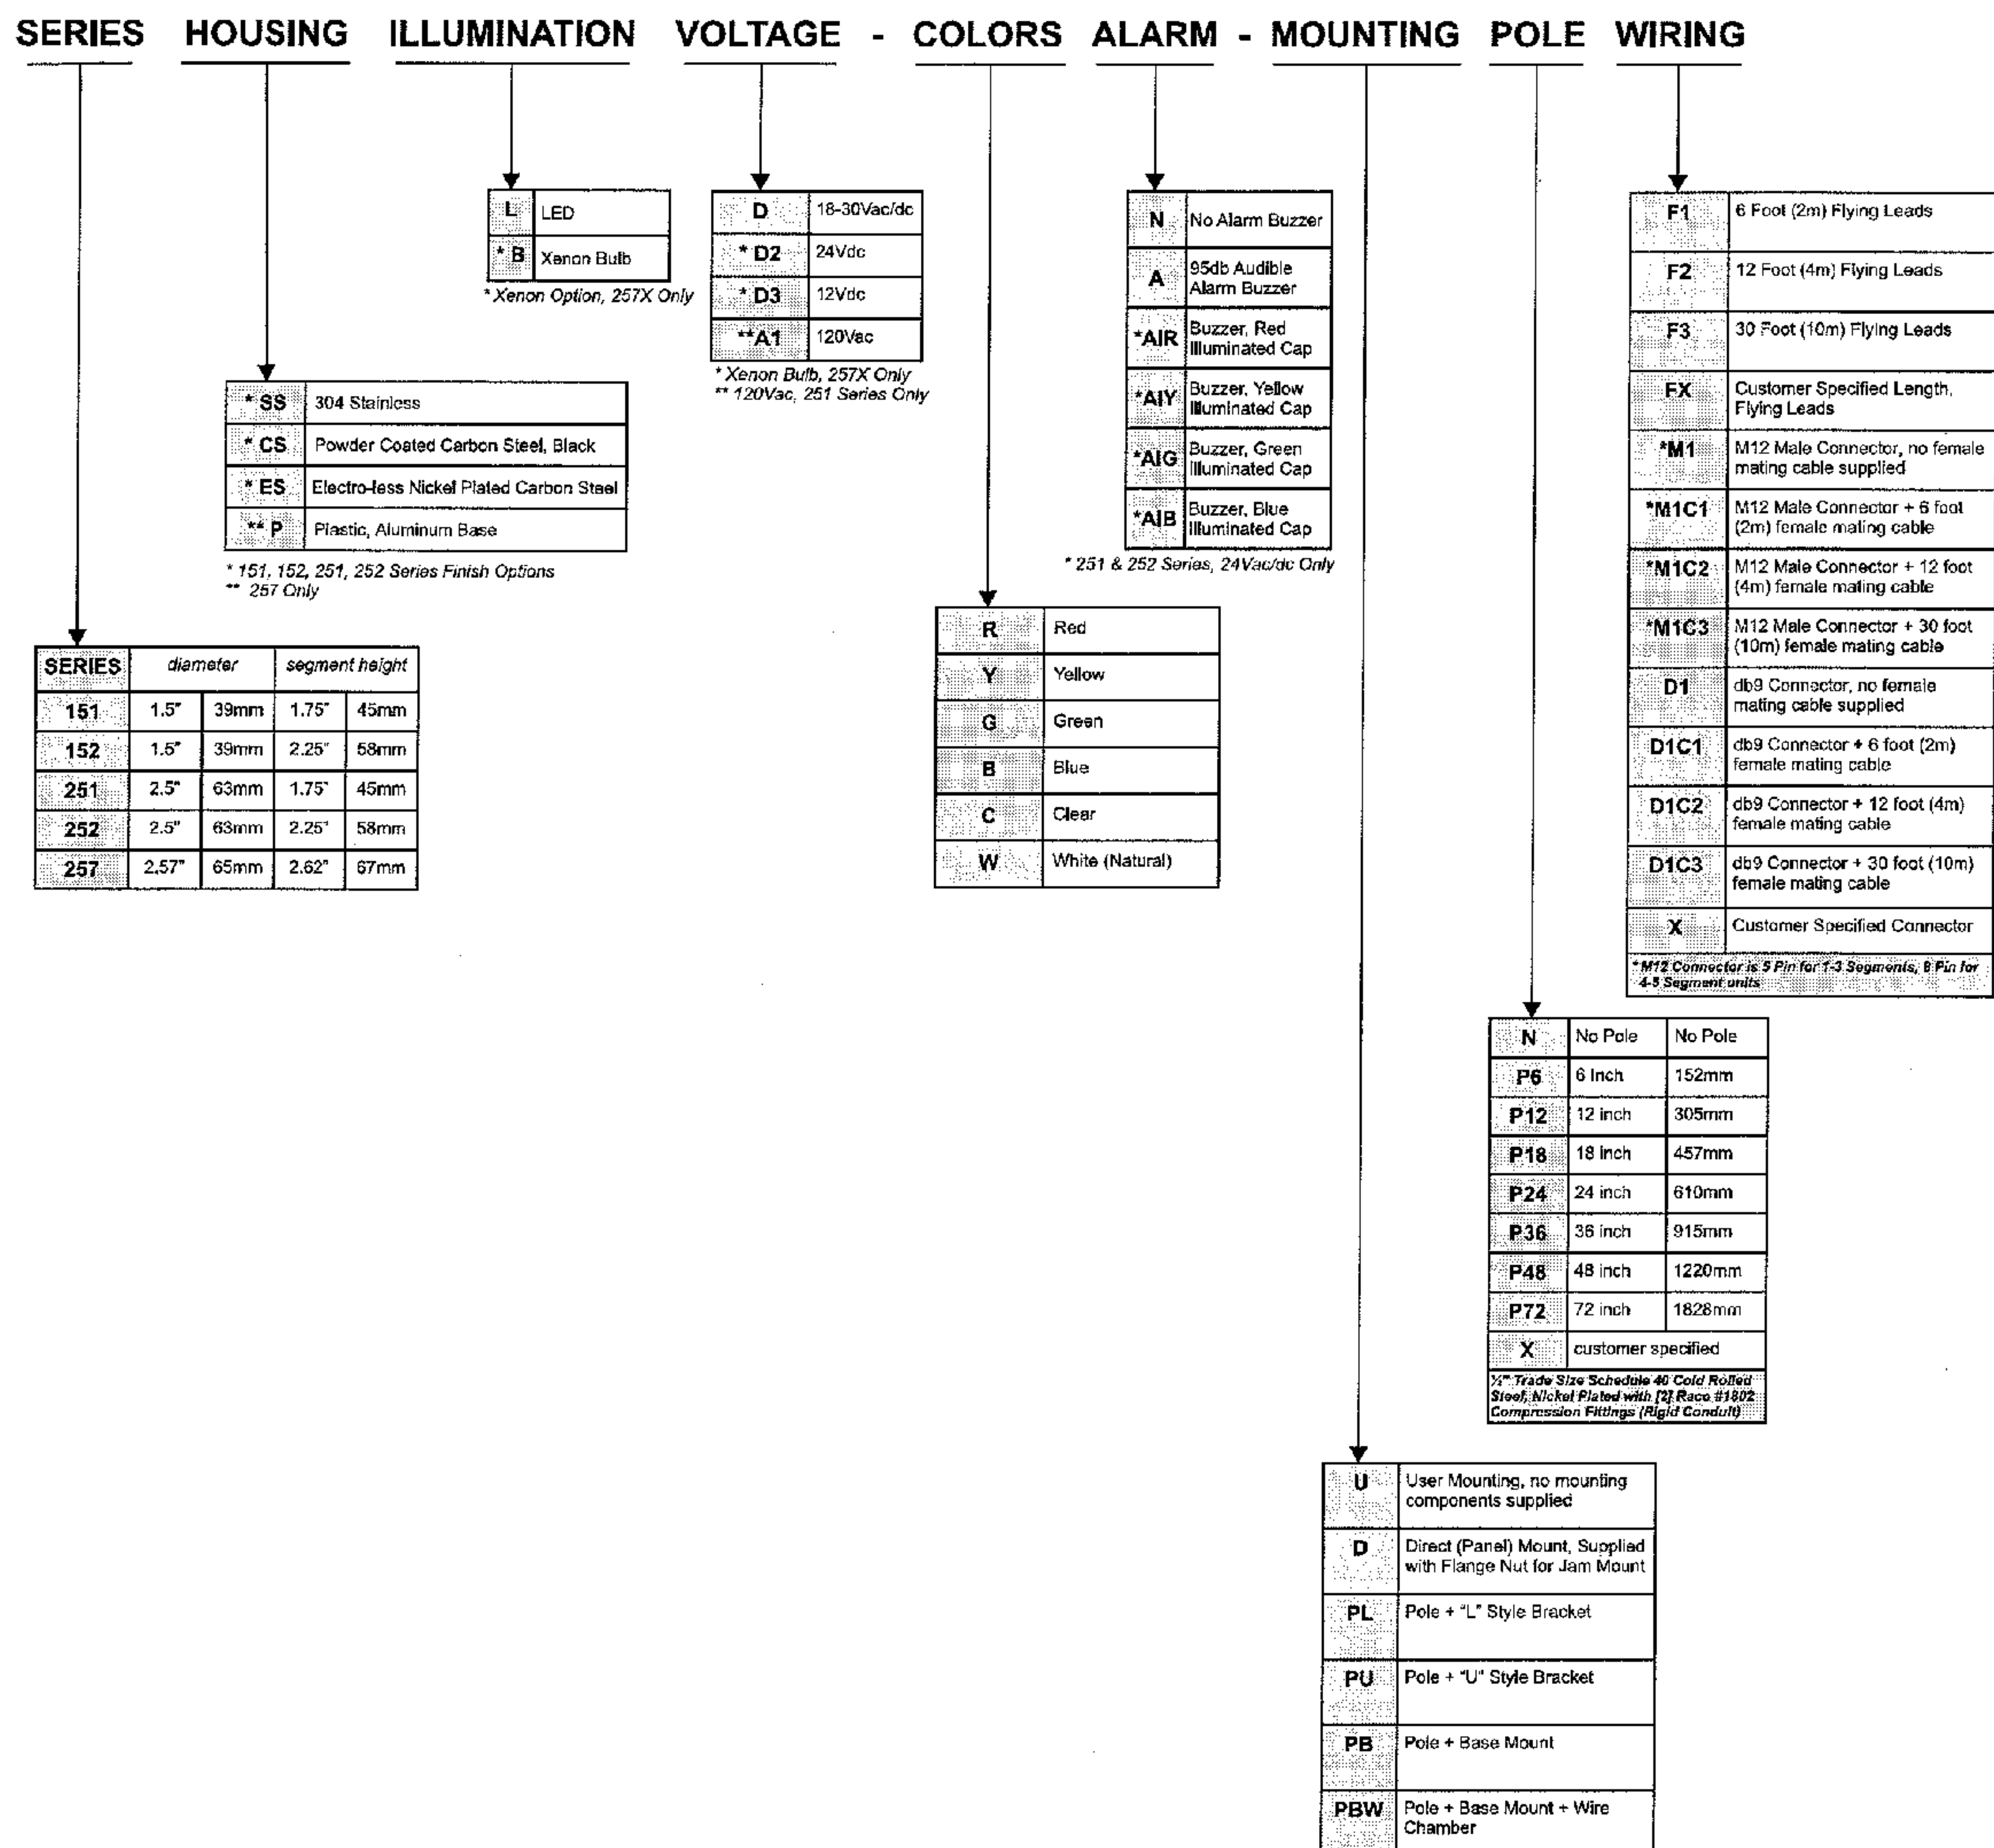 SERIES HOUSING ILLUMINATION VOLTAGE - COLORS ALARM - MOUNTING POLE WIRING
L LED
* B Xenon Bulb
* Xenon Option, 257X Only
D 18-30Vac/dc
* D2 24Vdc
* D3 12Vdc
**A1 120Vac
* Xenon Bulb, 257X Only
** 120Vac, 251 Series Only
N No Alarm Buzzer
A 95db Audible
Alarm Buzzer
*AIR Buzzer, Red
Illuminated Cap
*AIY Buzzer, Yellow
Illuminated Cap
*AIG Buzzer, Green
Illuminated Cap
*AIB Buzzer, Blue
Illuminated Cap
* 251 & 252 Series, 24Vac/dc Only
F1 6 Foot (2m) Flying Leads
F2 12 Foot (4m) Flying Leads
F3 30 Foot (10m) Flying Leads
FX Customer Specified Length,
Flying Leads
*M1 M12 Male Connector, no female
mating cable supplied
*M1C1 M12 Male Connector + 6 foot
(2m) female mating cable
*M1C2 M12 Male Connector + 12 foot
(4m) female mating cable
*M1C3 M12 Male Connector + 30 foot
(10m) female mating cable
D1 db9 Connector, no female
mating cable supplied
D1C1 db9 Connector + 6 foot (2m)
female mating cable
D1C2 db9 Connector + 12 foot (4m)
female mating cable
D1C3 db9 Connector + 30 foot (10m)
female mating cable
X Customer Specified Connector
* M12 Connector is 5 Pin for 1-3 Segments, 8 Pin for
4-5 Segment units
* SS 304 Stainless
* CS Powder Coated Carbon Steel, Black
* ES Electro-less Nickel Plated Carbon Steel
** P Plastic, Aluminum Base
* 151, 152, 251, 252 Series Finish Options
** 257 Only
SERIES diameter segment height
151 1.5" 39mm 1.75" 45mm
152 1.5" 39mm 2.25" 58mm
251 2.5" 63mm 1.75" 45mm
252 2.5" 63mm 2.25" 58mm
257 2.57" 65mm 2.62" 67mm
R Red
Y Yellow
G Green
B Blue
C Clear
W White (Natural)
N No Pole No Pole
P6 6 Inch 152mm
P12 12 inch 305mm
P18 18 inch 457mm
P24 24 inch 610mm
P36 36 inch 915mm
P48 48 inch 1220mm
P72 72 inch 1828mm
X customer specified
½" Trade Size Schedule 40 Cold Rolled
Steel, Nickel Plated with [2] Raco #1802
Compression Fittings (Rigid Conduit)
U User Mounting, no mounting
components supplied
D Direct (Panel) Mount, Supplied
with Flange Nut for Jam Mount
PL Pole + "L" Style Bracket
PU Pole + "U" Style Bracket
PB Pole + Base Mount
PBW Pole + Base Mount + Wire
Chamber